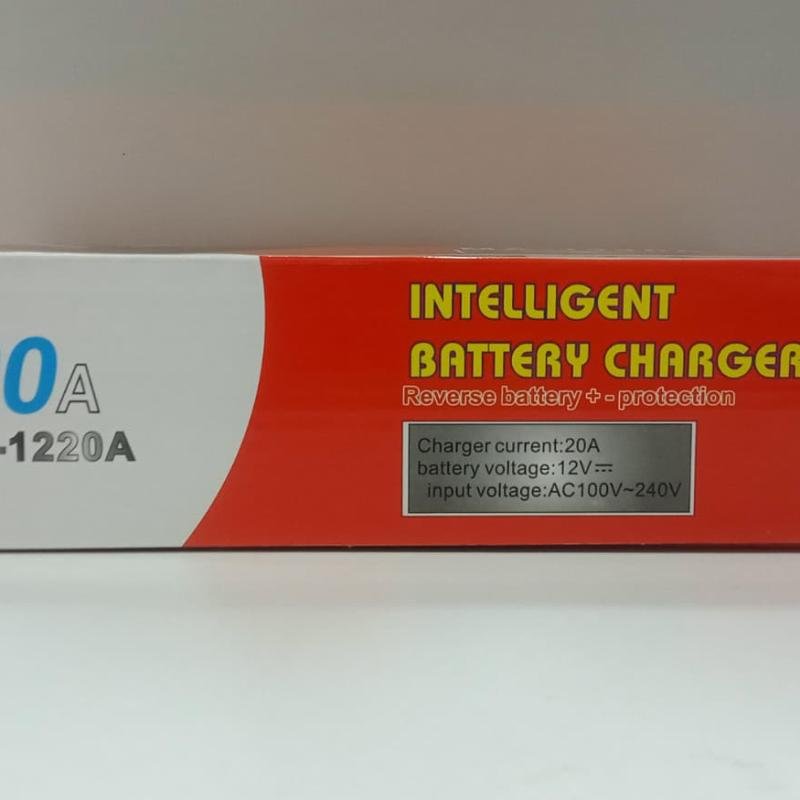 0A
-1220A
INTELLIGENT
BATTERY CHARGER
Reverse battery + - protection
Charger current:20A
battery voltage:12V⎓
input voltage:AC100V~240V